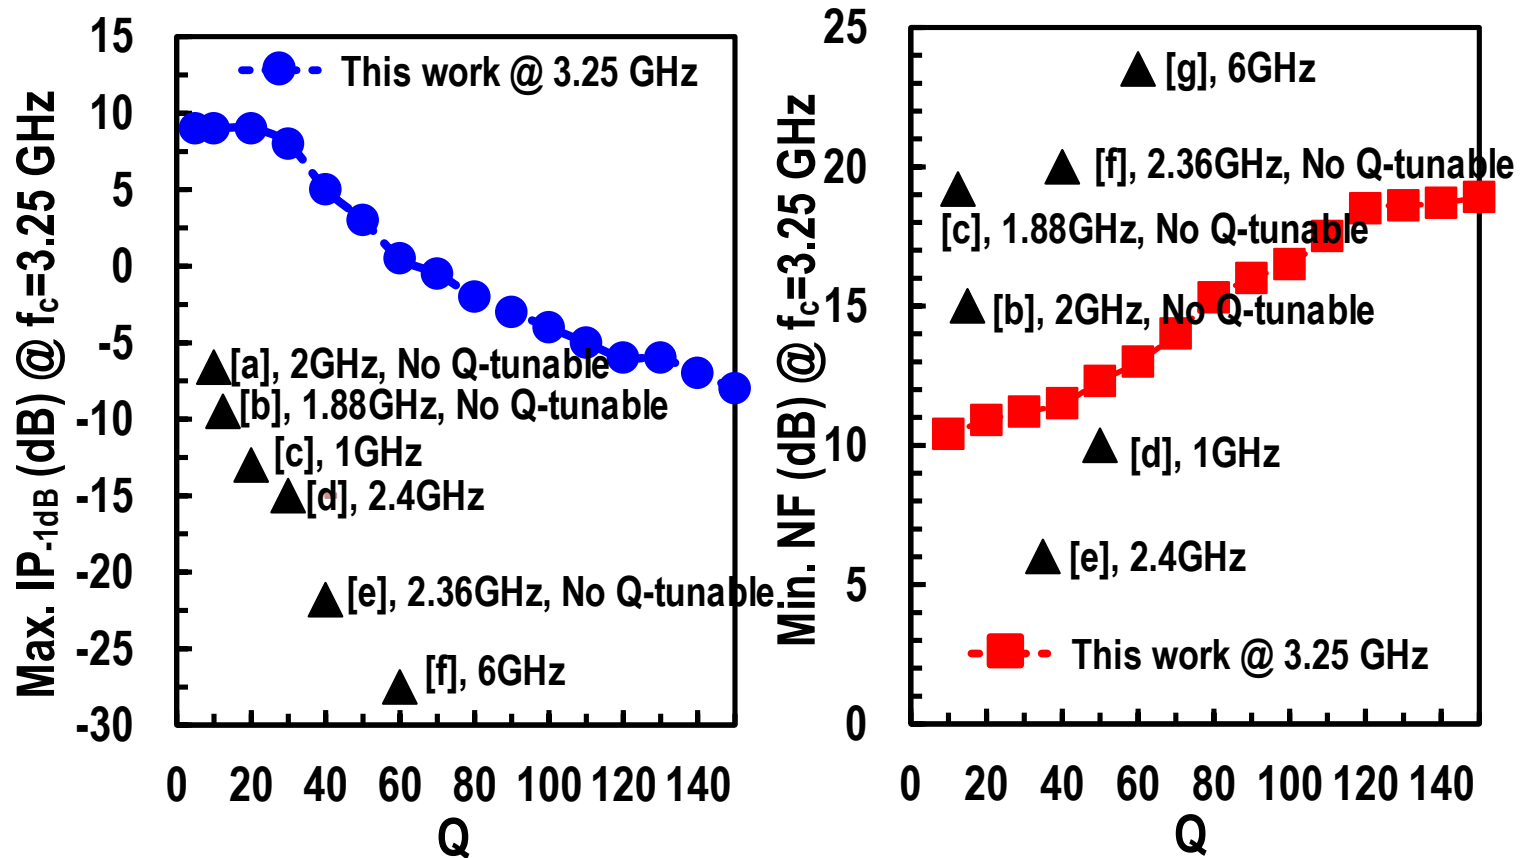 Max. IP-1dB (dB) @ fc=3.25 GHz
15
10
5
0
-5
-10
-15
-20
-25
-30
This work @ 3.25 GHz
[a], 2GHz, No Q-tunable
[b], 1.88GHz, No Q-tunable
[c], 1GHz
[d], 2.4GHz
[e], 2.36GHz, No Q-tunable
[f], 6GHz
0 20 40 60 80 100 120 140
Q
Min. NF (dB) @ fc=3.25 GHz
25
20
15
10
5
0
[g], 6GHz
[f], 2.36GHz, No Q-tunable
[c], 1.88GHz, No Q-tunable
[b], 2GHz, No Q-tunable
[d], 1GHz
[e], 2.4GHz
This work @ 3.25 GHz
0 20 40 60 80 100 120 140
Q